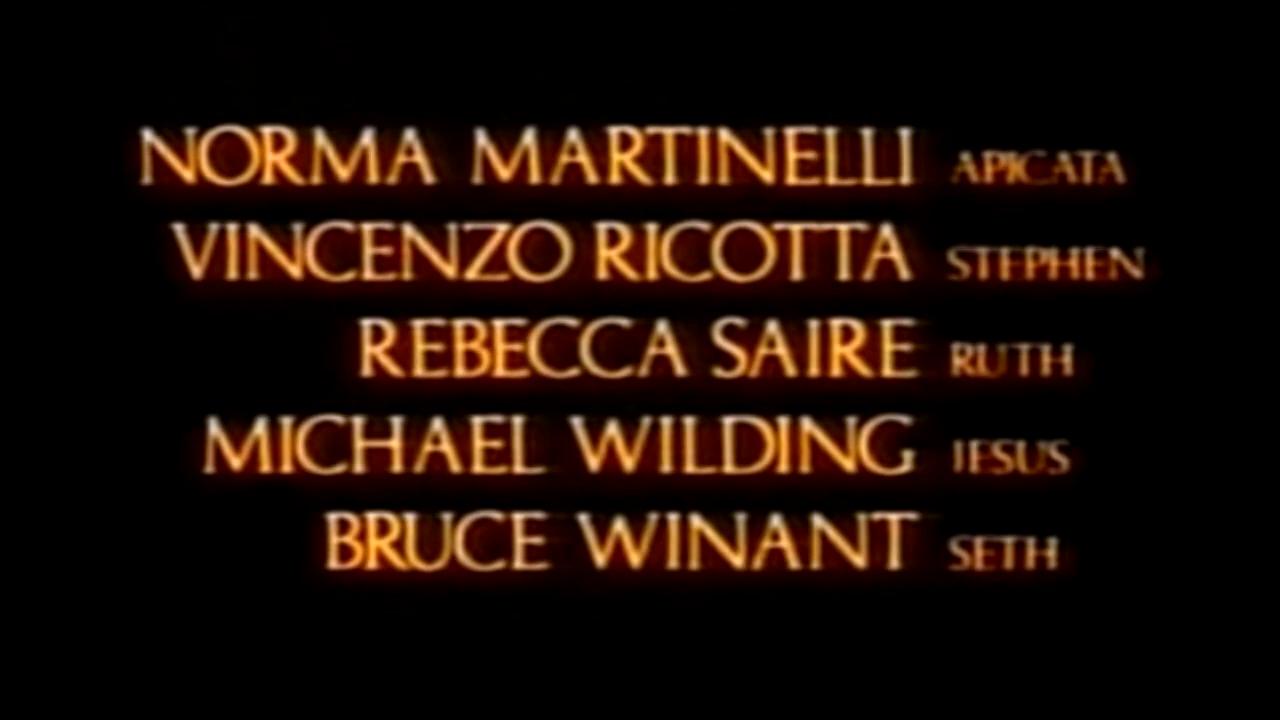 NORMA MARTINELLI APICATA
VINCENZO RICOTTA STEPHEN
REBECCA SAIRE RUTH
MICHAEL WILDING JESUS
BRUCE WINANT SETH